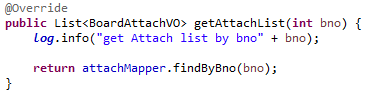 @Override
public List<BoardAttachVO> getAttachList(int bno) {
    log.info("get Attach list by bno" + bno);

    return attachMapper.findByBno(bno);
}